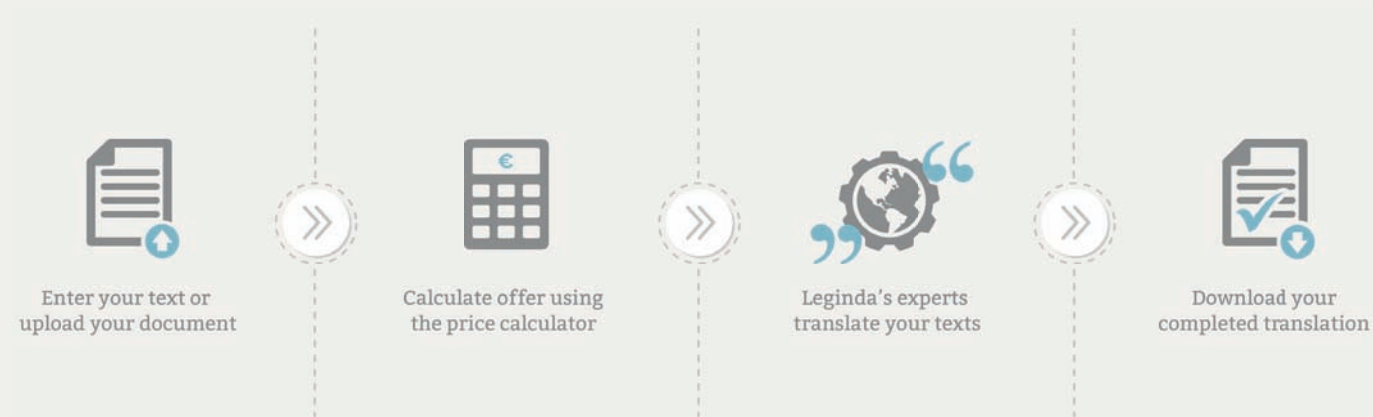 €
Enter your text or
upload your document
Calculate offer using
the price calculator
Leginda's experts
translate your texts
Download your
completed translation